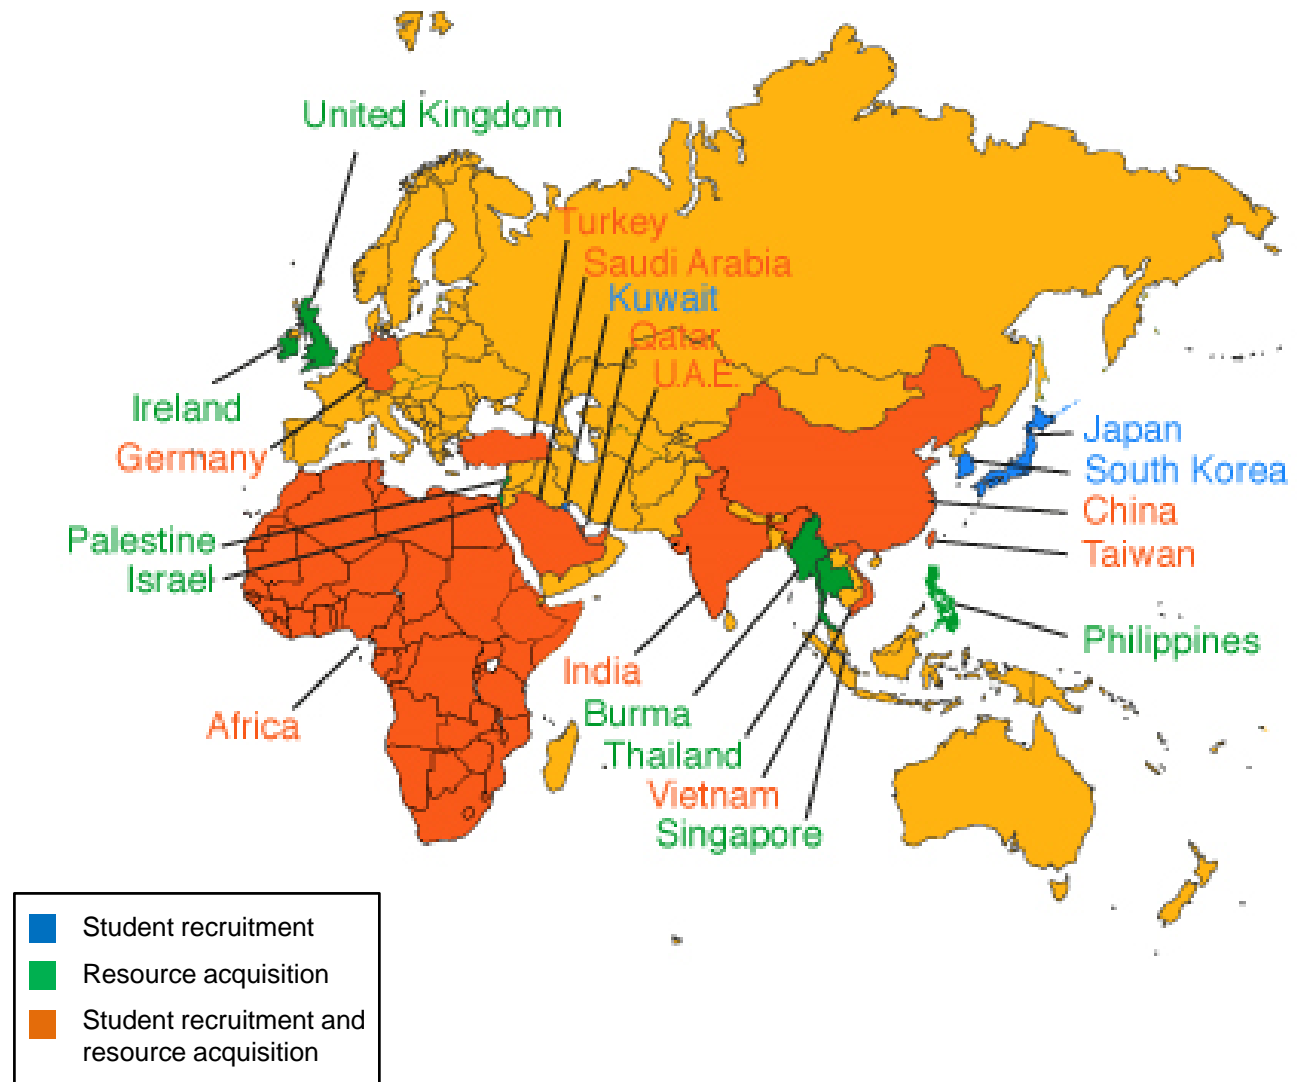 United Kingdom
Turkey
Saudi Arabia
Kuwait
Qatar
U.A.E.
Ireland
Germany
Japan
South Korea
China
Taiwan
Palestine
Israel
Philippines
India
Africa
Burma
Thailand
Vietnam
Singapore
Student recruitment
Resource acquisition
Student recruitment and
resource acquisition